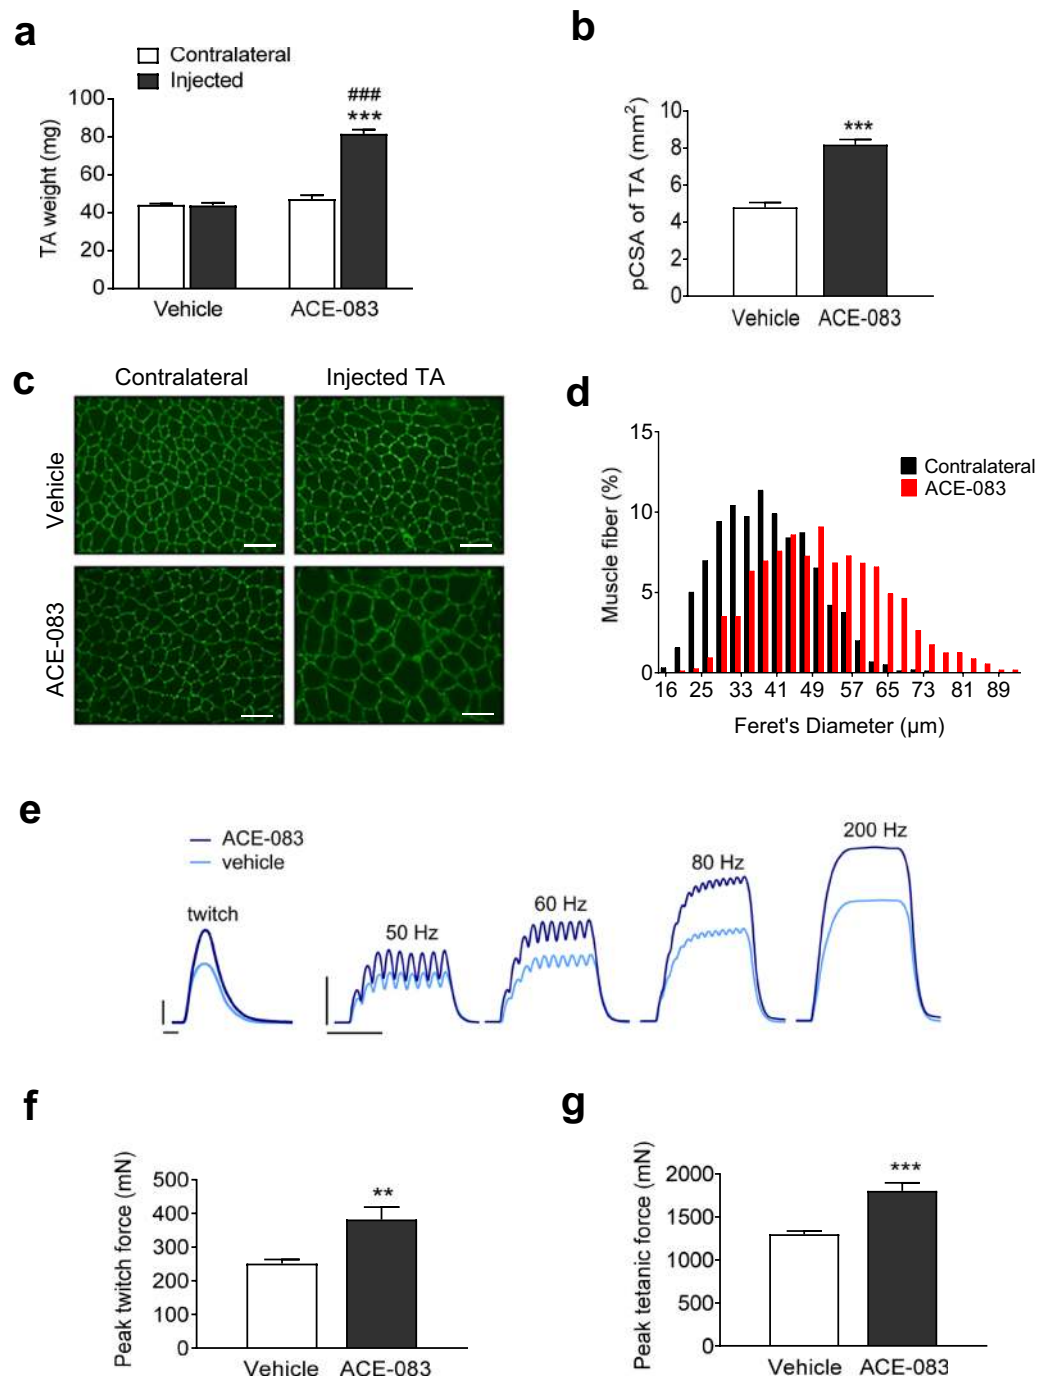 a
Contralateral
Injected
TA weight (mg)
100
80
60
40
20
0
###
***
Vehicle
ACE-083
b
pCSA of TA (mm²)
10
8
6
4
2
0
***
Vehicle
ACE-083
c
Contralateral
Injected TA
Vehicle
ACE-083
d
Muscle fiber (%)
15
10
5
0
Contralateral
ACE-083
16 25 33 41 49 57 65 73 81 89
Feret's Diameter (µm)
e
ACE-083
vehicle
twitch
50 Hz
60 Hz
80 Hz
200 Hz
f
Peak twitch force (mN)
500
400
300
200
100
0
**
Vehicle
ACE-083
g
Peak tetanic force (mN)
2000
1500
1000
500
0
***
Vehicle
ACE-083